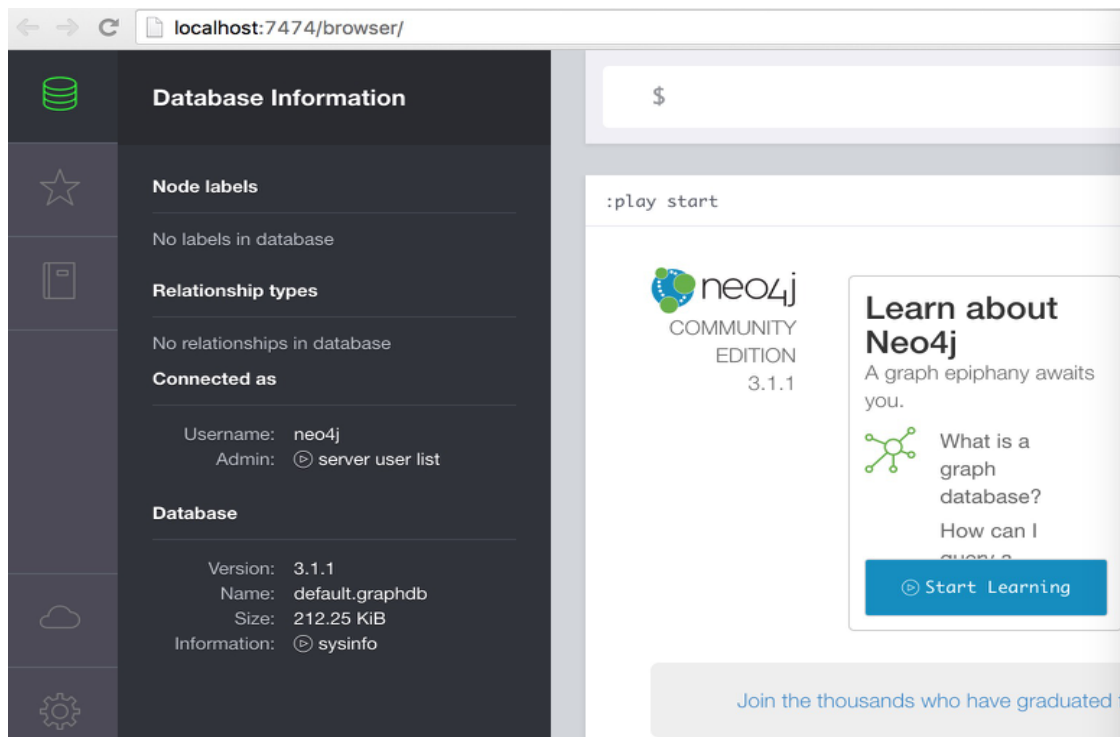 localhost:7474/browser/
Database Information
Node labels
No labels in database
Relationship types
No relationships in database
Connected as
Username: neo4j
Admin: server user list
Database
Version: 3.1.1
Name: default.graphdb
Size: 212.25 KiB
Information: sysinfo
$
:play start
neo4j
COMMUNITY
EDITION
3.1.1
Learn about
Neo4j
A graph epiphany awaits
you.
What is a
graph
database?
How can I
query a
Start Learning
Join the thousands who have graduated